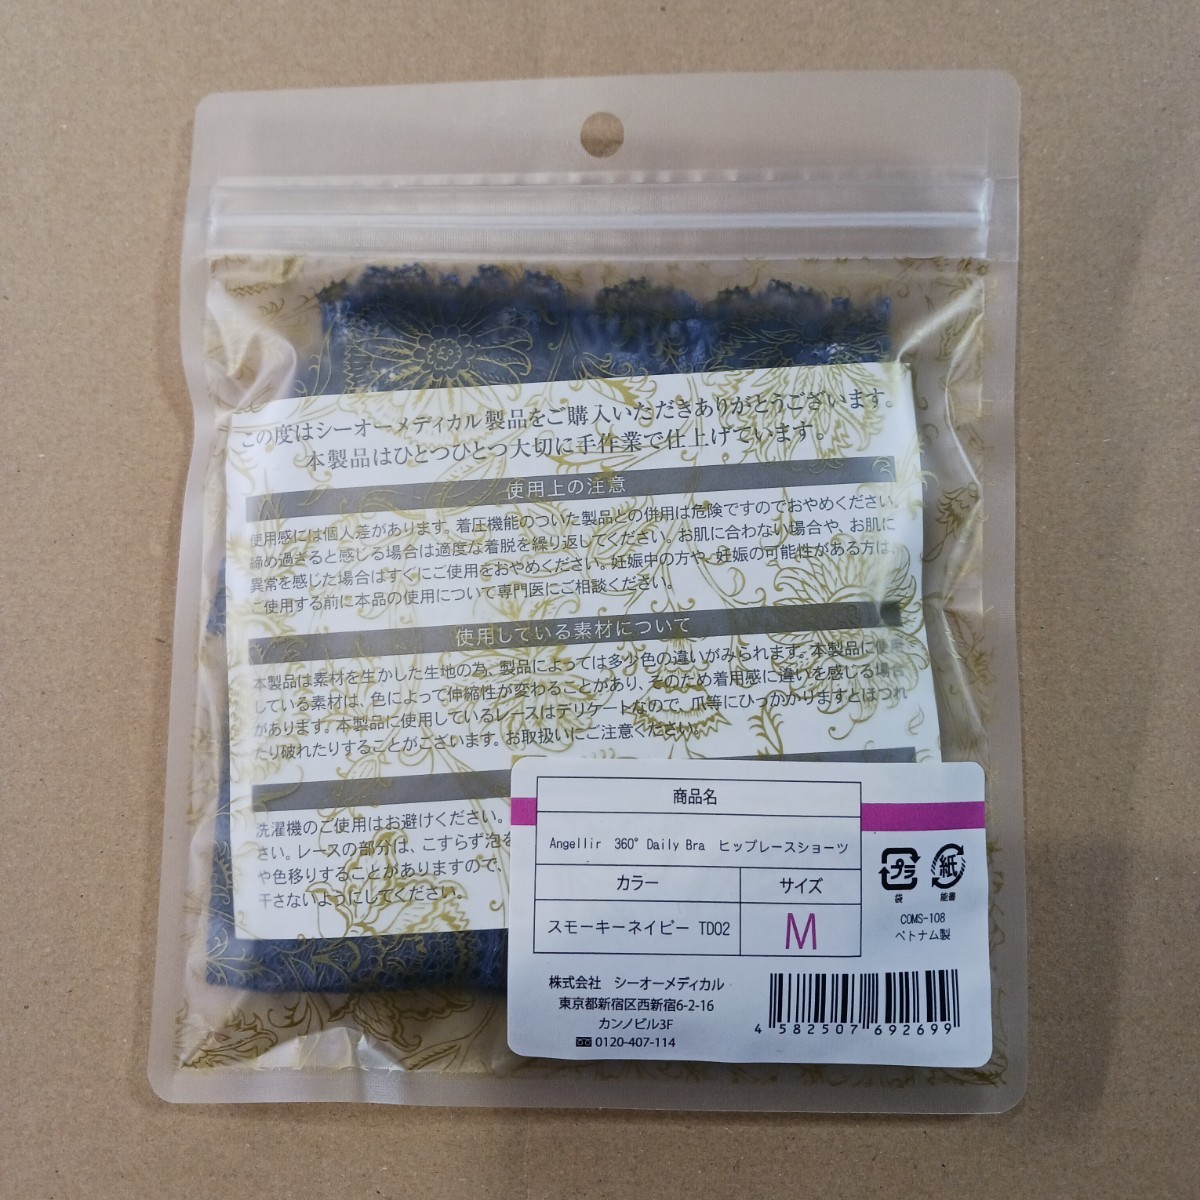 この度はシーオーメディカル製品をご購入いただきありがとうございます。
本製品はひとつひとつ大切に手作業で仕上げています。
使用上の注意
使用感には個人差があります。着圧機能のついた製品との併用は危険ですのでおやめください。
締め過ぎると感じる場合は適度な着脱を繰り返してください。お肌に合わない場合や、お肌に
異常を感じた場合はすぐにご使用をおやめください。妊娠中の方や、妊娠の可能性がある方は、
ご使用する前に本品の使用について専門医にご相談ください。
使用している素材について
本製品は素材を生かした生地の為、製品によっては多少色の違いがみられます。本製品に使用
している素材は、色によって伸縮性が変わることがあり、そのため着用感に違いを感じる場合
があります。本製品に使用しているレースはデリケートなので、爪等にひっかかりますとほつれ
たり破れたりすることがございます。お取扱いにご注意ください。
洗濯機のご使用はお避けください。
さい。レースの部分は、こすらず泡を
や色移りすることがありますので、
干さないようにしてください。
商品名
Angellir 360° Daily Bra ヒップレースショーツ
カラー サイズ
スモーキーネイビー TD02 M
プラ 紙
袋 能書
COMS-108
ベトナム製
株式会社 シーオーメディカル
東京都新宿区西新宿6-2-16
カンノビル3F
0120-407-114
4 582507 692699